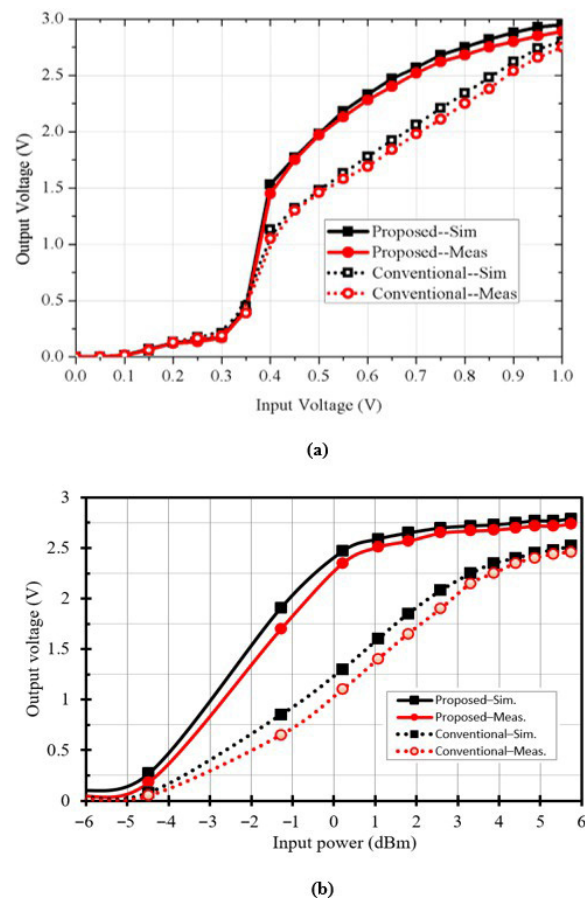 3.0
2.5
2.0
1.5
1.0
0.5
0.0
Output Voltage (V)
Proposed--Sim
Proposed--Meas
Conventional--Sim
Conventional--Meas
0.0 0.1 0.2 0.3 0.4 0.5 0.6 0.7 0.8 0.9 1.0
Input Voltage (V)
(a)
3
2.5
2
1.5
1
0.5
0
Output voltage (V)
Proposed–Sim.
Proposed–Meas.
Conventional–Sim.
Conventional–Meas.
−6 −5 −4 −3 −2 −1 0 1 2 3 4 5 6
Input power (dBm)
(b)